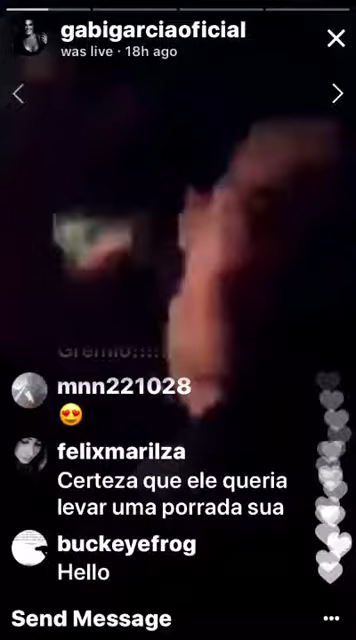 gabigarciaoficial
was live · 18h ago
Gremio!!!!!
mnn221028
😍
felixmarilza
Certeza que ele queria
levar uma porrada sua
buckeyefrog
Hello
Send Message